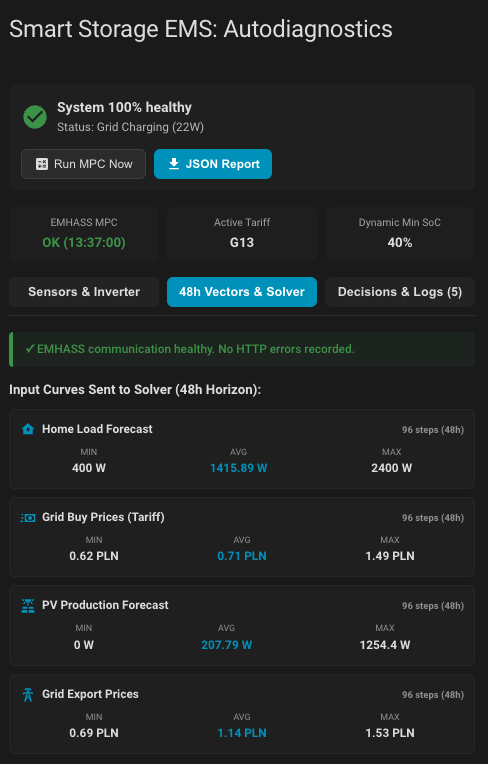 Smart Storage EMS: Autodiagnostics
System 100% healthy
Status: Grid Charging (22W)
Run MPC Now
JSON Report
EMHASS MPC
OK (13:37:00)
Active Tariff
G13
Dynamic Min SoC
40%
Sensors & Inverter
48h Vectors & Solver
Decisions & Logs (5)
✓ EMHASS communication healthy. No HTTP errors recorded.
Input Curves Sent to Solver (48h Horizon):
Home Load Forecast
96 steps (48h)
MIN AVG MAX
400 W 1415.89 W 2400 W
Grid Buy Prices (Tariff)
96 steps (48h)
MIN AVG MAX
0.62 PLN 0.71 PLN 1.49 PLN
PV Production Forecast
96 steps (48h)
MIN AVG MAX
0 W 207.79 W 1254.4 W
Grid Export Prices
96 steps (48h)
MIN AVG MAX
0.69 PLN 1.14 PLN 1.53 PLN